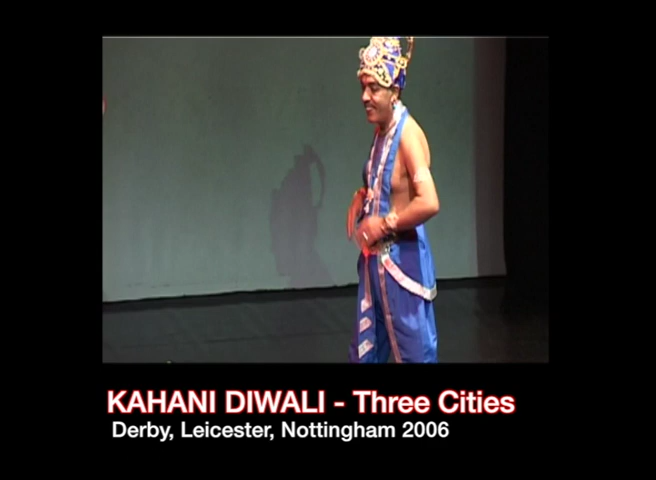 KAHANI DIWALI - Three Cities
Derby, Leicester, Nottingham 2006